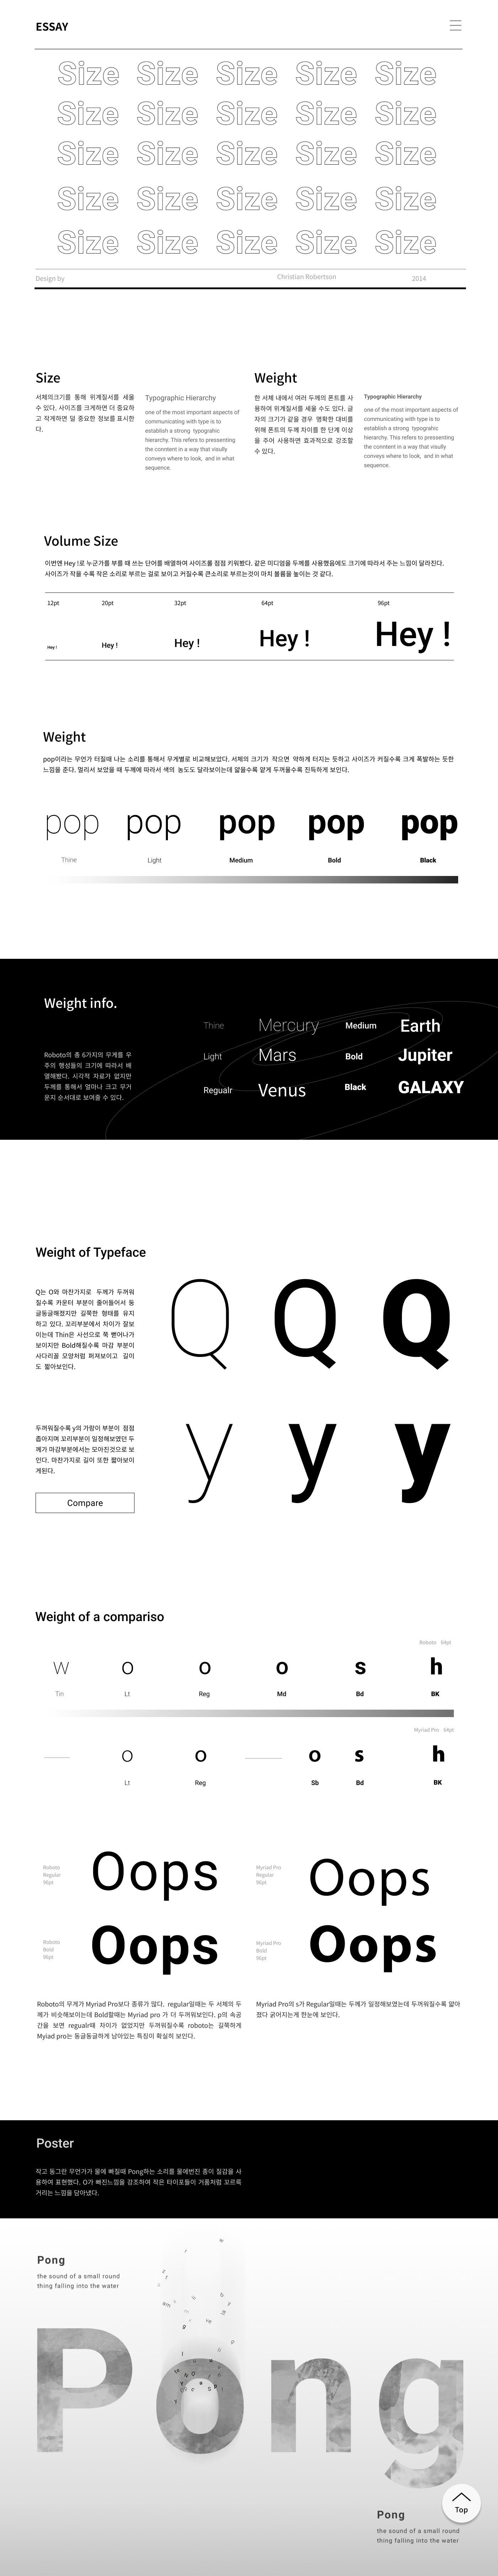 ESSAY
Size Size Size Size Size
Size Size Size Size Size
Size Size Size Size Size
Size Size Size Size Size
Size Size Size Size Size
Design by Christian Robertson 2014
Size
서체의크기를 통해 위계질서를 세울
수 있다. 사이즈를 크게하면 더 중요하
고 작게하면 덜 중요한 정보를 표시한
다.
Typographic Hierarchy
one of the most important aspects of
communicating with type is to
establish a strong typograhic
hierarchy. This refers to pressenting
the conntent in a way that visully
conveys where to look, and in what
sequence.
Weight
한 서체 내에서 여러 두께의 폰트를 사
용하여 위계질서를 세울 수도 있다. 글
자의 크기가 같을 경우 명확한 대비를
위해 폰트의 두께 차이를 한 단계 이상
을 주어 사용하면 효과적으로 강조할
수 있다.
Typographic Hierarchy
one of the most important aspects of
communicating with type is to
establish a strong typograhic
hierarchy. This refers to pressenting
the conntent in a way that visully
conveys where to look, and in what
sequence.
Volume Size
이번엔 Hey !로 누군가를 부를 때 쓰는 단어를 배열하여 사이즈를 점점 키워봤다. 같은 미디엄을 두께를 사용했음에도 크기에 따라서 주는 느낌이 달라진다.
사이즈가 작을 수록 작은 소리로 부르는 걸로 보이고 커질수록 큰소리로 부르는것이 마치 볼륨을 높이는 것 같다.
12pt 20pt 32pt 64pt 96pt
Hey ! Hey ! Hey ! Hey ! Hey !
Weight
pop이라는 무언가 터질때 나는 소리를 통해서 무게별로 비교해보았다. 서체의 크기가 작으면 약하게 터지는 듯하고 사이즈가 커질수록 크게 폭발하는 듯한
느낌을 준다. 멀리서 보았을 때 두께에 따라서 색의 농도도 달라보이는데 얇을수록 얕게 두꺼울수록 진득하게 보인다.
pop pop pop pop pop
Thine Light Medium Bold Black
Weight info.
Roboto의 총 6가지의 무게를 우
주의 행성들의 크기에 따라서 배
열해봤다. 시각적 자료가 없지만
두께를 통해서 얼마나 크고 무거
운지 순서대로 보여줄 수 있다.
Thine Mercury Medium Earth
Light Mars Bold Jupiter
Regualr Venus Black GALAXY
Weight of Typeface
Q는 O와 마찬가지로 두께가 두꺼워
질수록 카운터 부분이 줄어들어서 둥
글둥글해졌지만 길쭉한 형태를 유지
하고 있다. 꼬리부분에서 차이가 잘보
이는데 Thin은 사선으로 쭉 뻗어나가
보이지만 Bold해질수록 마감 부분이
사다리꼴 모양처럼 퍼져보이고 길이
도 짧아보인다.
Q Q Q
두꺼워질수록 y의 가랑이 부분이 점점
좁아지며 꼬리부분이 일정해보였던 두
께가 마감부분에서는 모아진것으로 보
인다. 마찬가지로 길이 또한 짧아보이
게된다.
y y y
Compare
Weight of a compariso
Roboto 64pt
w o o o s h
Tin Lt Reg Md Bd BK
Myriad Pro 64pt
o o o s h
Lt Reg Sb Bd BK
Roboto
Regular
96pt
Oops
Myriad Pro
Regular
96pt
Oops
Roboto
Bold
96pt
Oops
Myriad Pro
Bold
96pt
Oops
Roboto의 무게가 Myriad Pro보다 종류가 많다. regular일때는 두 서체의 두
께가 비슷해보이는데 Bold할때는 Myriad pro 가 더 두꺼워보인다. p의 속공
간을 보면 regualr때 차이가 없었지만 두꺼워질수록 roboto는 길쭉하게
Myiad pro는 동글동글하게 남아있는 특징이 확실히 보인다.
Myriad Pro의 s가 Regular일때는 두께가 일정해보였는데 두꺼워질수록 얇아
졌다 굵어지는게 한눈에 보인다.
Poster
작고 동그란 무언가가 물에 빠질때 Pong하는 소리를 물에번진 종이 질감을 사
용하여 표현했다. O가 빠진느낌을 강조하여 작은 타이포들이 거품처럼 꼬르륵
거리는 느낌을 담아냈다.
Pong
the sound of a small round
thing falling into the water
Pong
Top
Pong
the sound of a small round
thing falling into the water